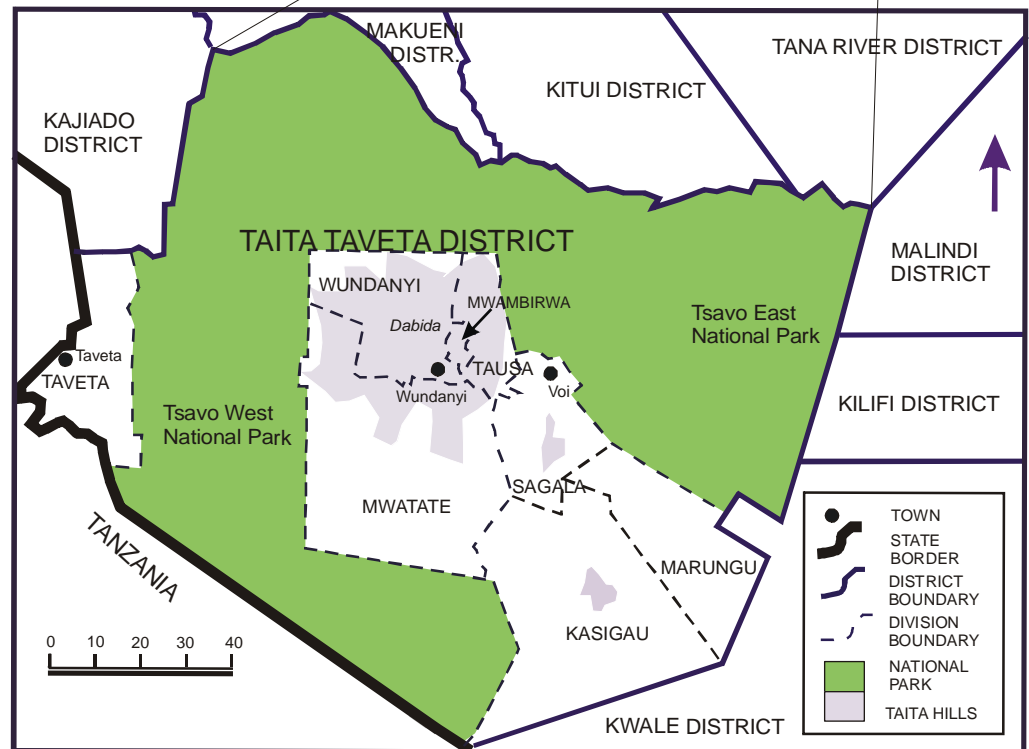 MAKUENI
DISTR.
TANA RIVER DISTRICT
KITUI DISTRICT
KAJIADO
DISTRICT
TAITA TAVETA DISTRICT
MALINDI
DISTRICT
WUNDANYI
MWAMBIRWA
Dabida
Tsavo East
National Park
Taveta
TAVETA
TAUSA
Wundanyi
Voi
KILIFI DISTRICT
Tsavo West
National Park
SAGALA
MWATATE
TANZANIA
MARUNGU
KASIGAU
KWALE DISTRICT
0 10 20 30 40
TOWN
STATE
BORDER
DISTRICT
BOUNDARY
DIVISION
BOUNDARY
NATIONAL
PARK
TAITA HILLS